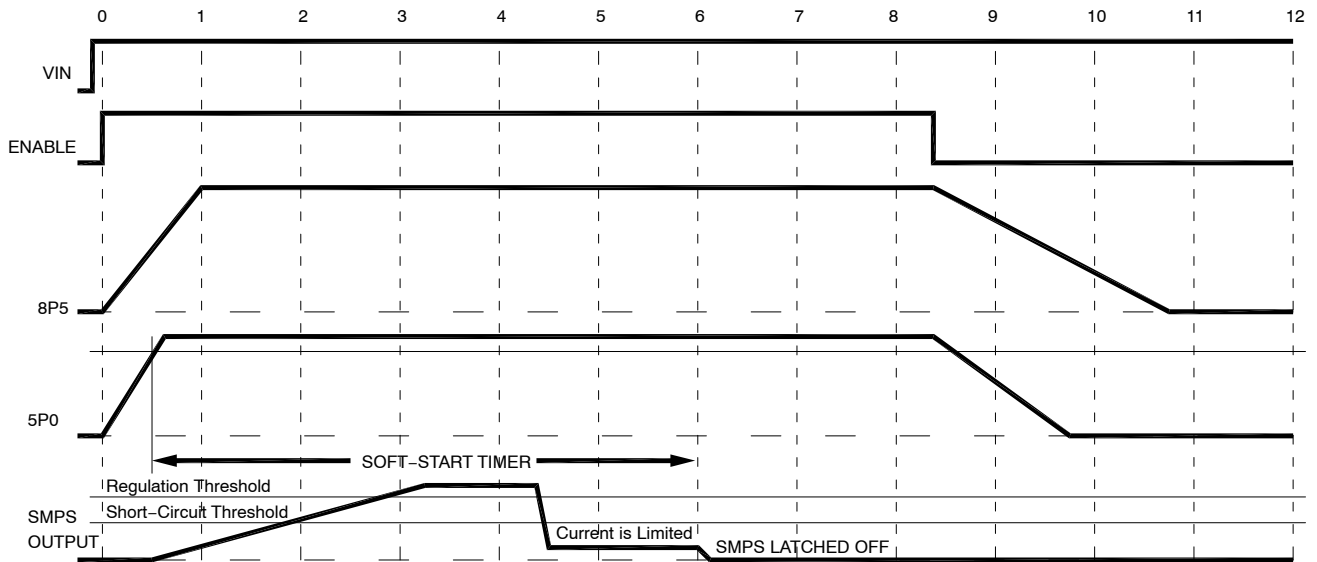 0 1 2 3 4 5 6 7 8 9 10 11 12
VIN
ENABLE
8P5
5P0
SOFT−START TIMER
Regulation Threshold
Short−Circuit Threshold
SMPS
OUTPUT
Current is Limited
SMPS LATCHED OFF